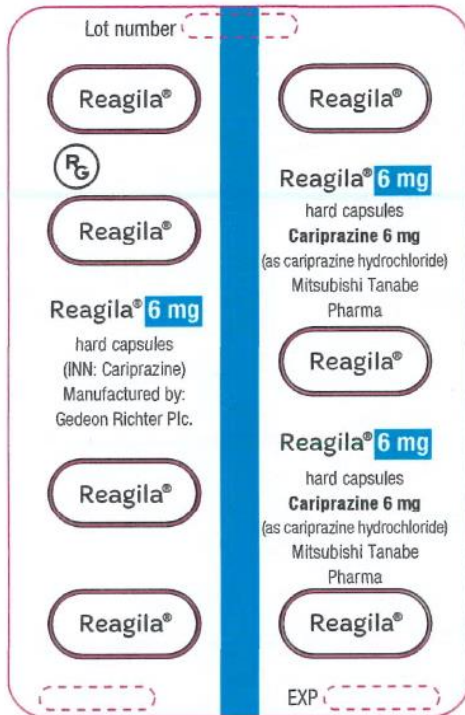 Lot number
Reagila®
RG
Reagila®
Reagila® 6 mg
hard capsules
(INN: Cariprazine)
Manufactured by:
Gedeon Richter Plc.
Reagila®
Reagila®
Reagila®
Reagila® 6 mg
hard capsules
Cariprazine 6 mg
(as cariprazine hydrochloride)
Mitsubishi Tanabe
Pharma
Reagila®
Reagila® 6 mg
hard capsules
Cariprazine 6 mg
(as cariprazine hydrochloride)
Mitsubishi Tanabe
Pharma
Reagila®
EXP